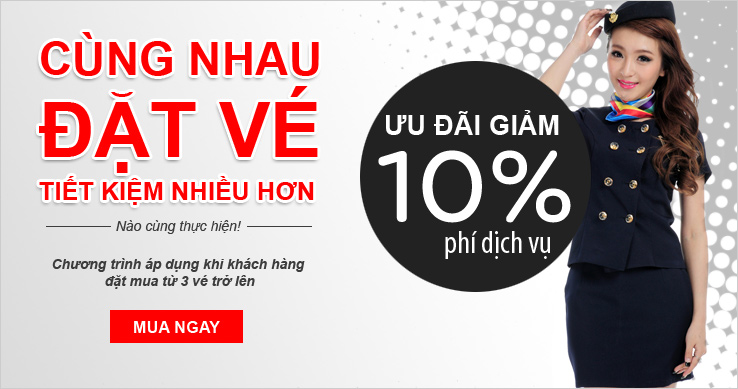 CÙNG NHAU
ĐẶT VÉ
TIẾT KIỆM NHIỀU HƠN
Nào cùng thực hiện!
Chương trình áp dụng khi khách hàng
đặt mua từ 3 vé trở lên
MUA NGAY
ƯU ĐÃI GIẢM
10%
phí dịch vụ